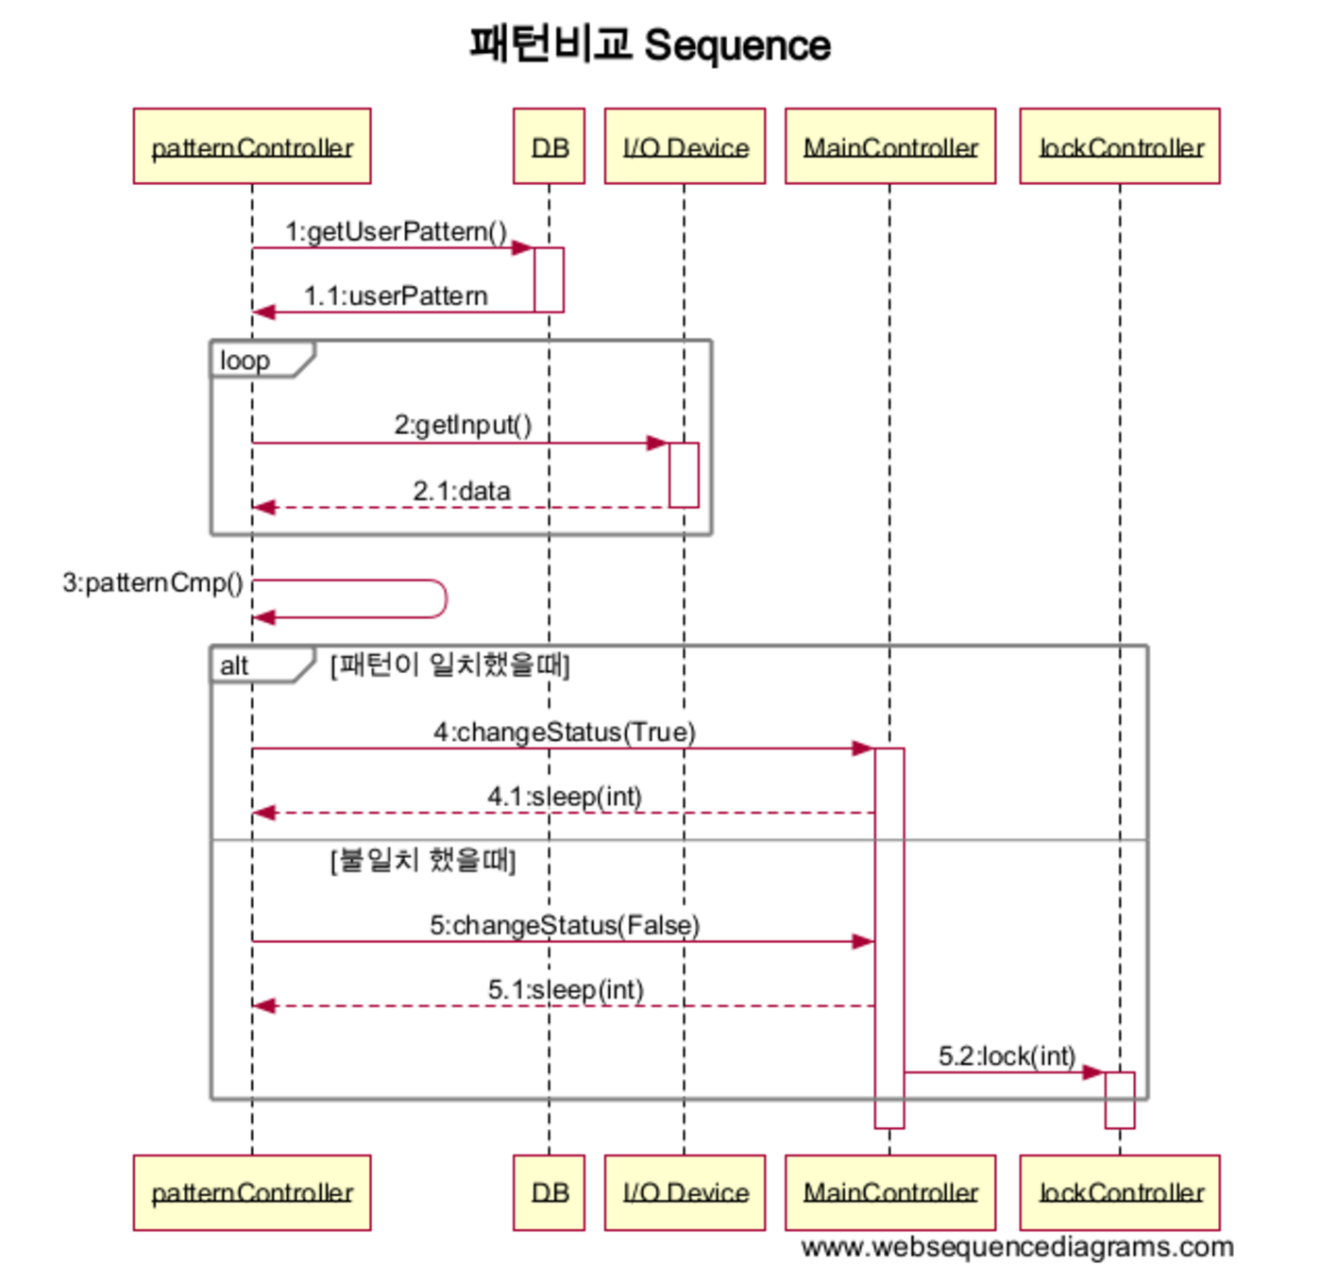 패턴비교 Sequence
patternController
DB
I/O Device
MainController
lockController
1:getUserPattern()
1.1:userPattern
loop
2:getInput()
2.1:data
3:patternCmp()
alt
[패턴이 일치했을때]
4:changeStatus(True)
4.1:sleep(int)
[불일치 했을때]
5:changeStatus(False)
5.1:sleep(int)
5.2:lock(int)
patternController
DB
I/O Device
MainController
lockController
www.websequencediagrams.com